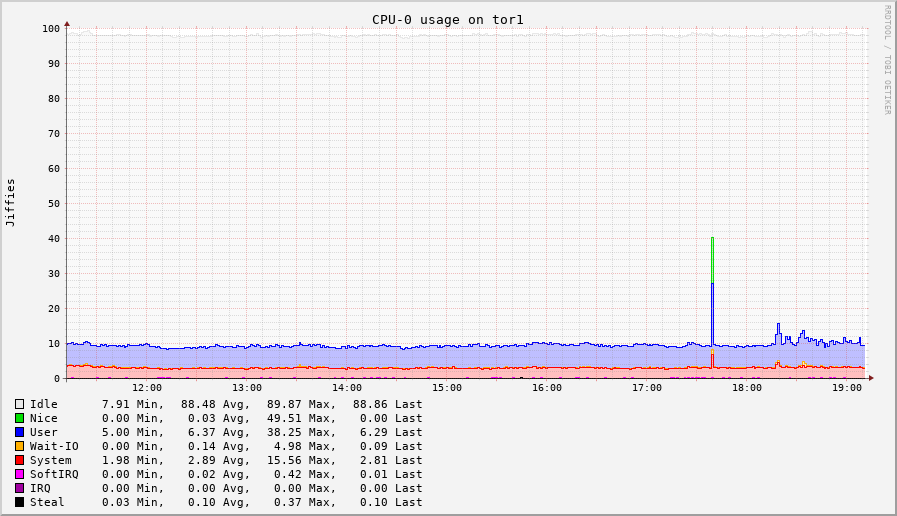 CPU-0 usage on tor1
RRDTOOL / TOBI OETIKER
Jiffies
100
90
80
70
60
50
40
30
20
10
0
12:00 13:00 14:00 15:00 16:00 17:00 18:00 19:00
Idle 7.91 Min, 88.48 Avg, 89.87 Max, 88.86 Last
Nice 0.00 Min, 0.03 Avg, 49.51 Max, 0.00 Last
User 5.00 Min, 6.37 Avg, 38.25 Max, 6.29 Last
Wait-IO 0.00 Min, 0.14 Avg, 4.98 Max, 0.09 Last
System 1.98 Min, 2.89 Avg, 15.56 Max, 2.81 Last
SoftIRQ 0.00 Min, 0.02 Avg, 0.42 Max, 0.01 Last
IRQ 0.00 Min, 0.00 Avg, 0.00 Max, 0.00 Last
Steal 0.03 Min, 0.10 Avg, 0.37 Max, 0.10 Last